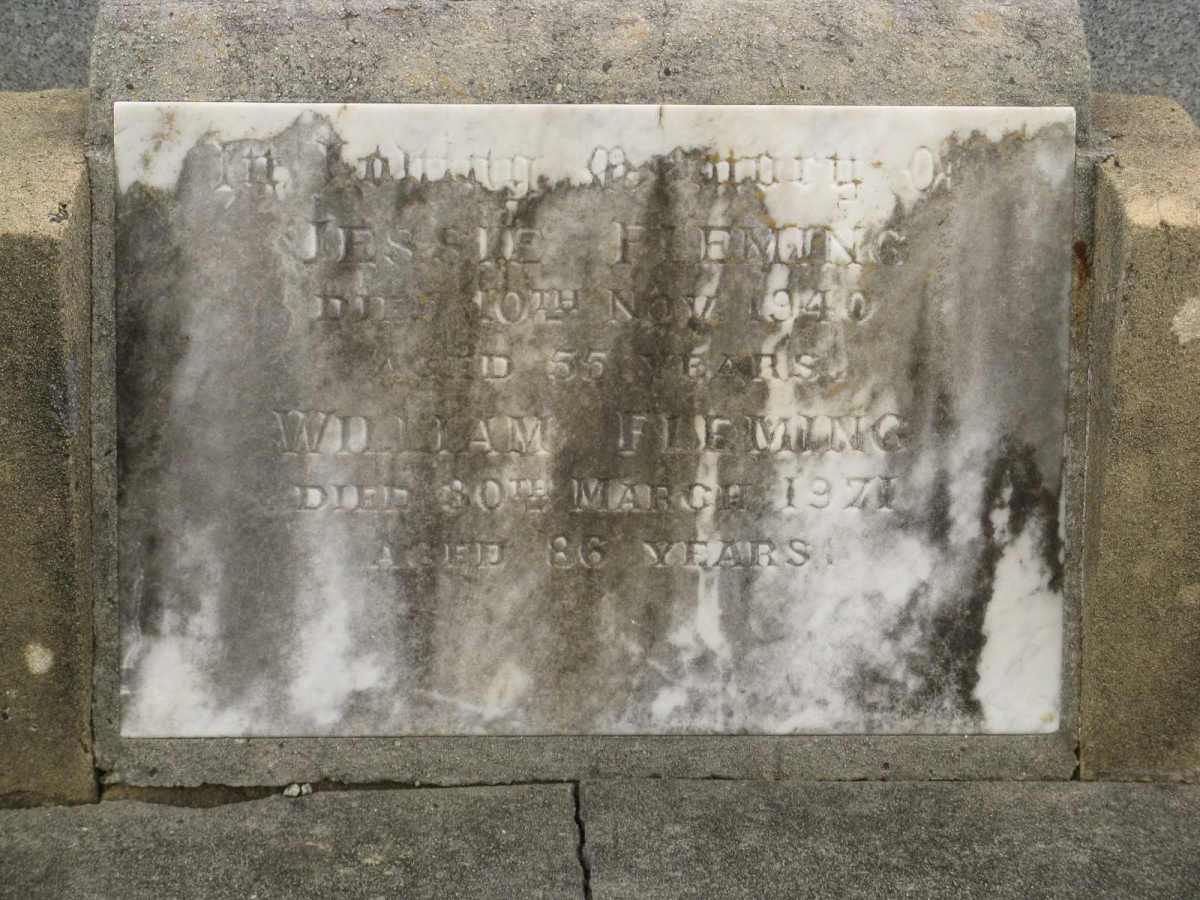 In Loving Memory Of
JESSIE FLEMING
DIED 10TH NOV. 1940
AGED 55 YEARS.
WILLIAM FLEMING
DIED 30TH MARCH 1971
AGED 86 YEARS.